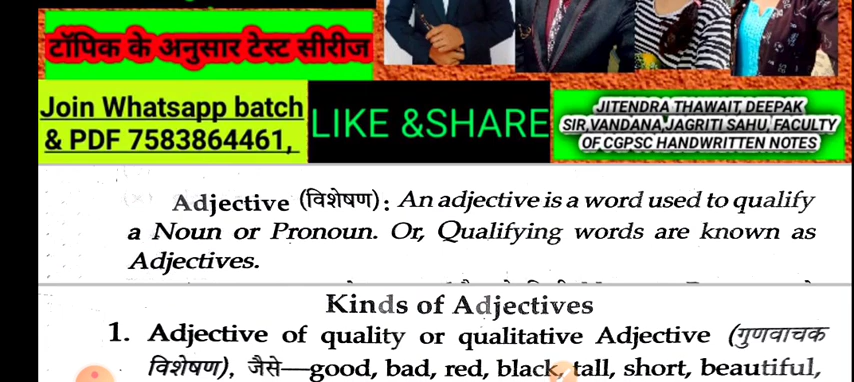 टॉपिक के अनुसार टेस्ट सीरीज
Join Whatsapp batch
& PDF 7583864461,
LIKE &SHARE
JITENDRA THAWAIT, DEEPAK
SIR,VANDANA,JAGRITI SAHU, FACULTY
OF CGPSC HANDWRITTEN NOTES
Adjective (विशेषण): An adjective is a word used to qualify
a Noun or Pronoun. Or, Qualifying words are known as
Adjectives.
Kinds of Adjectives
1. Adjective of quality or qualitative Adjective (गुणवाचक
विशेषण), जैसे—good, bad, red, black, tall, short, beautiful,